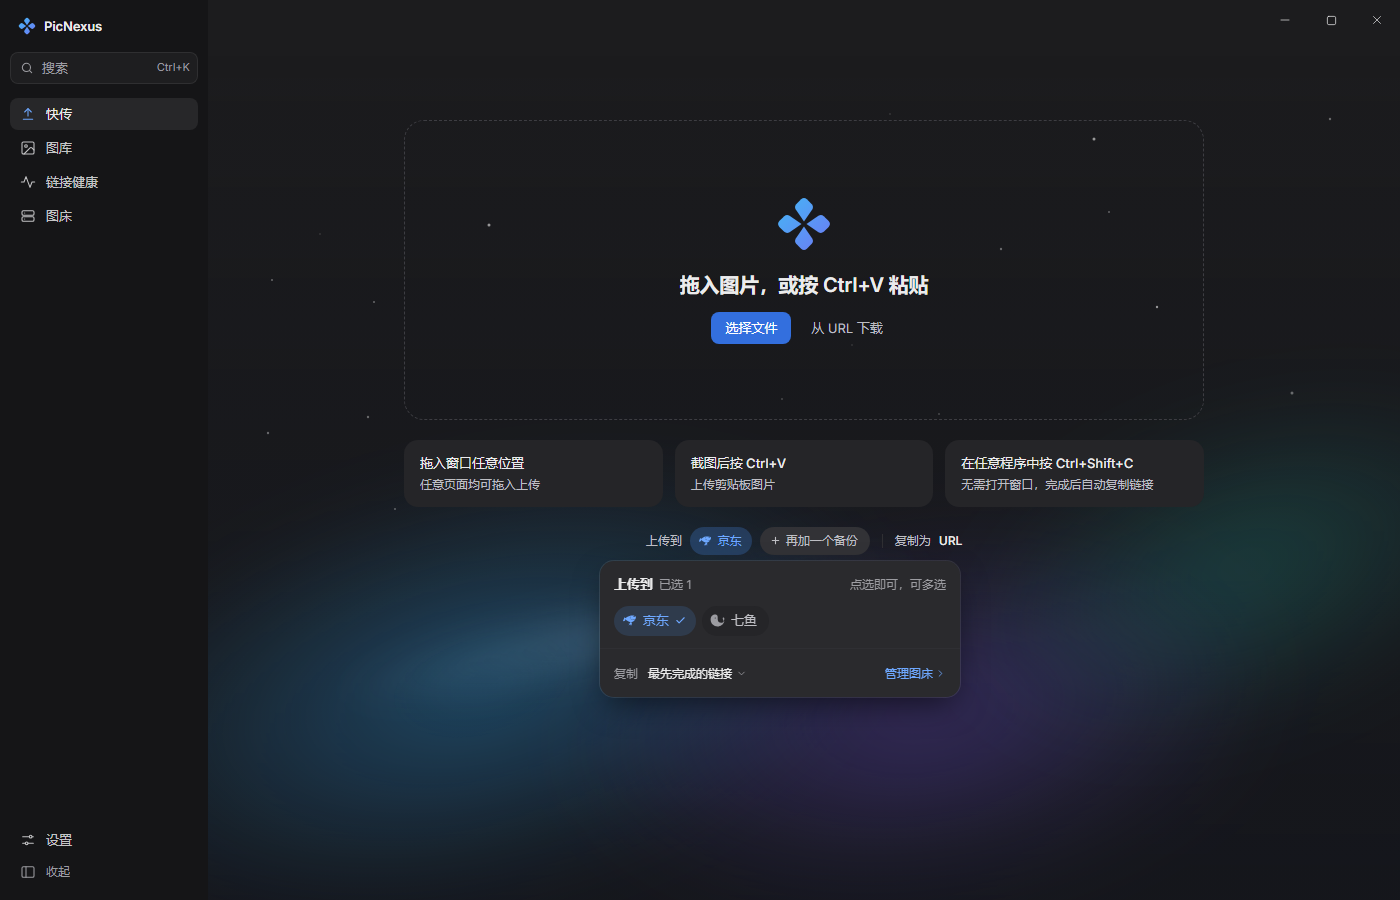 PicNexus
搜索 Ctrl+K
快传
图库
链接健康
图床
拖入图片，或按 Ctrl+V 粘贴
选择文件 从 URL 下载
拖入窗口任意位置
任意页面均可拖入上传
截图后按 Ctrl+V
上传剪贴板图片
在任意程序中按 Ctrl+Shift+C
无需打开窗口，完成后自动复制链接
上传到 京东 + 再加一个备份 复制为 URL
上传到 已选 1 点选即可，可多选
京东 七鱼
复制 最先完成的链接 管理图床
设置
收起